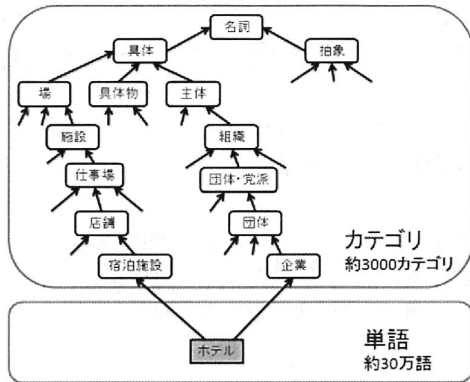 名詞
具体
抽象
場
具体物
主体
施設
組織
仕事場
団体・党派
店舗
団体
宿泊施設
企業
カテゴリ
約3000カテゴリ
ホテル
単語
約30万語